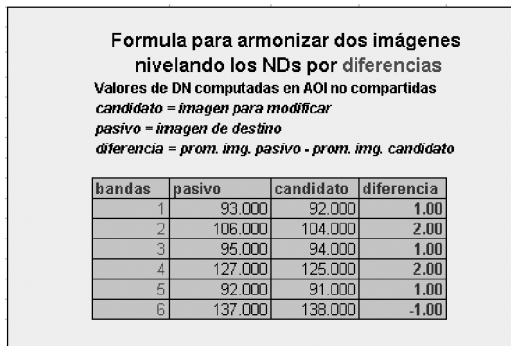 Formula para armonizar dos imágenes
nivelando los NDs por diferencias
Valores de DN computadas en AOI no compartidas
candidato = imagen para modificar
pasivo = imagen de destino
diferencia = prom. img. pasivo - prom. img. candidato
bandas pasivo candidato diferencia
1 93.000 92.000 1.00
2 106.000 104.000 2.00
3 95.000 94.000 1.00
4 127.000 125.000 2.00
5 92.000 91.000 1.00
6 137.000 138.000 -1.00